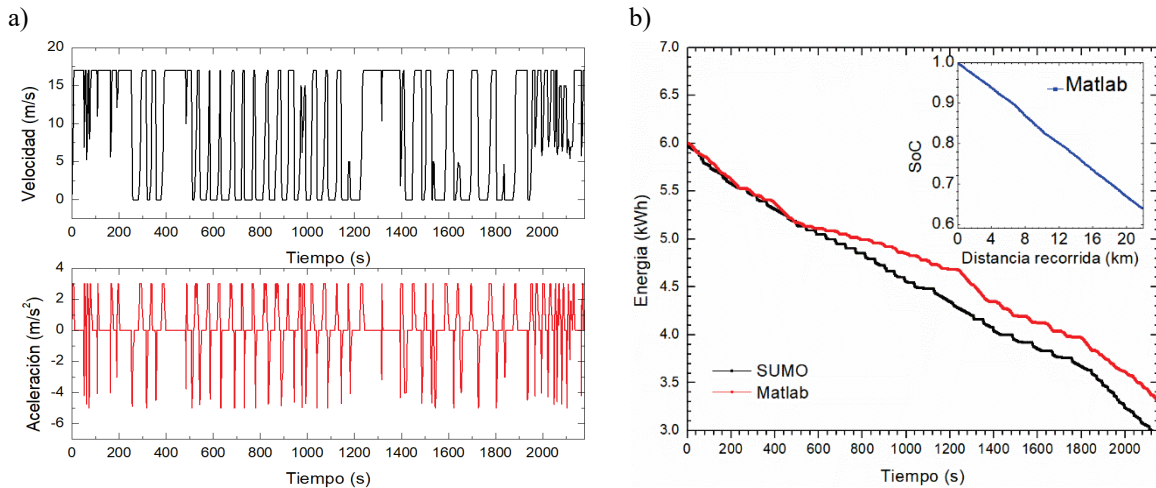 a)
20
15
10
5
0
Velocidad (m/s)
0 200 400 600 800 1000 1200 1400 1600 1800 2000
Tiempo (s)
4
2
0
-2
-4
-6
Aceleración (m/s²)
0 200 400 600 800 1000 1200 1400 1600 1800 2000
Tiempo (s)
b)
7.0
6.5
6.0
5.5
5.0
4.5
4.0
3.5
3.0
Energia (kWh)
0 200 400 600 800 1000 1200 1400 1600 1800 2000
Tiempo (s)
SUMO
Matlab
1.0
0.9
0.8
0.7
0.6
SoC
Matlab
0 4 8 12 16 20
Distancia recorrida (km)